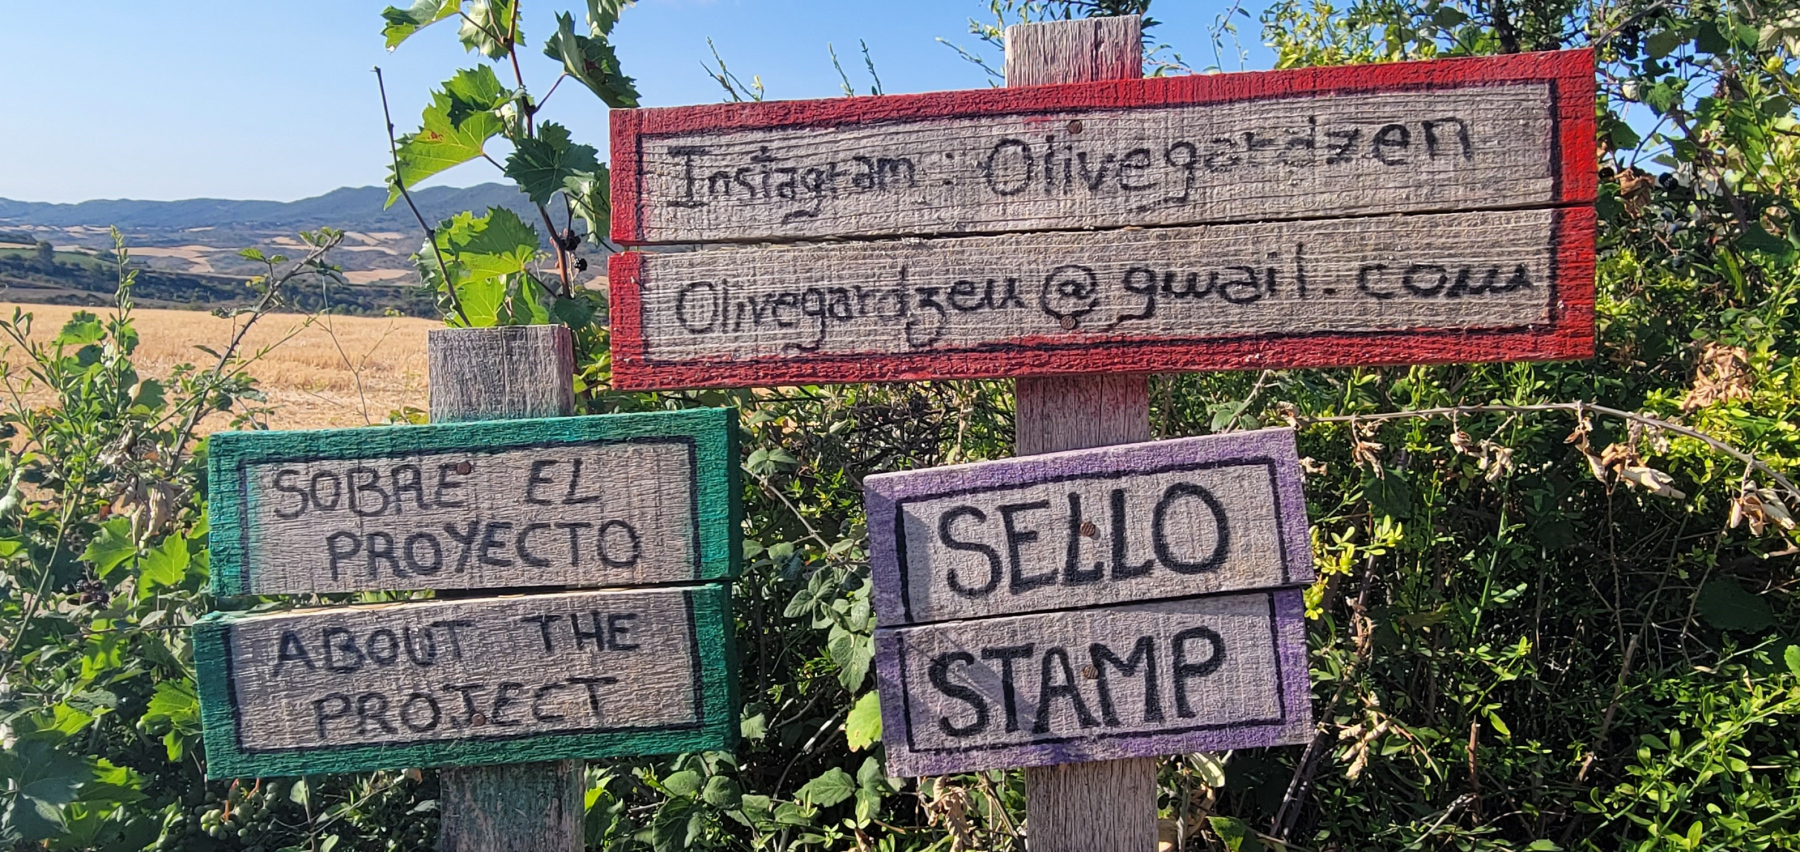 Instagram : Olivegardzen
Olivegardzen@gmail.com
SOBRE EL
PROYECTO
ABOUT THE
PROJECT
SELLO
STAMP